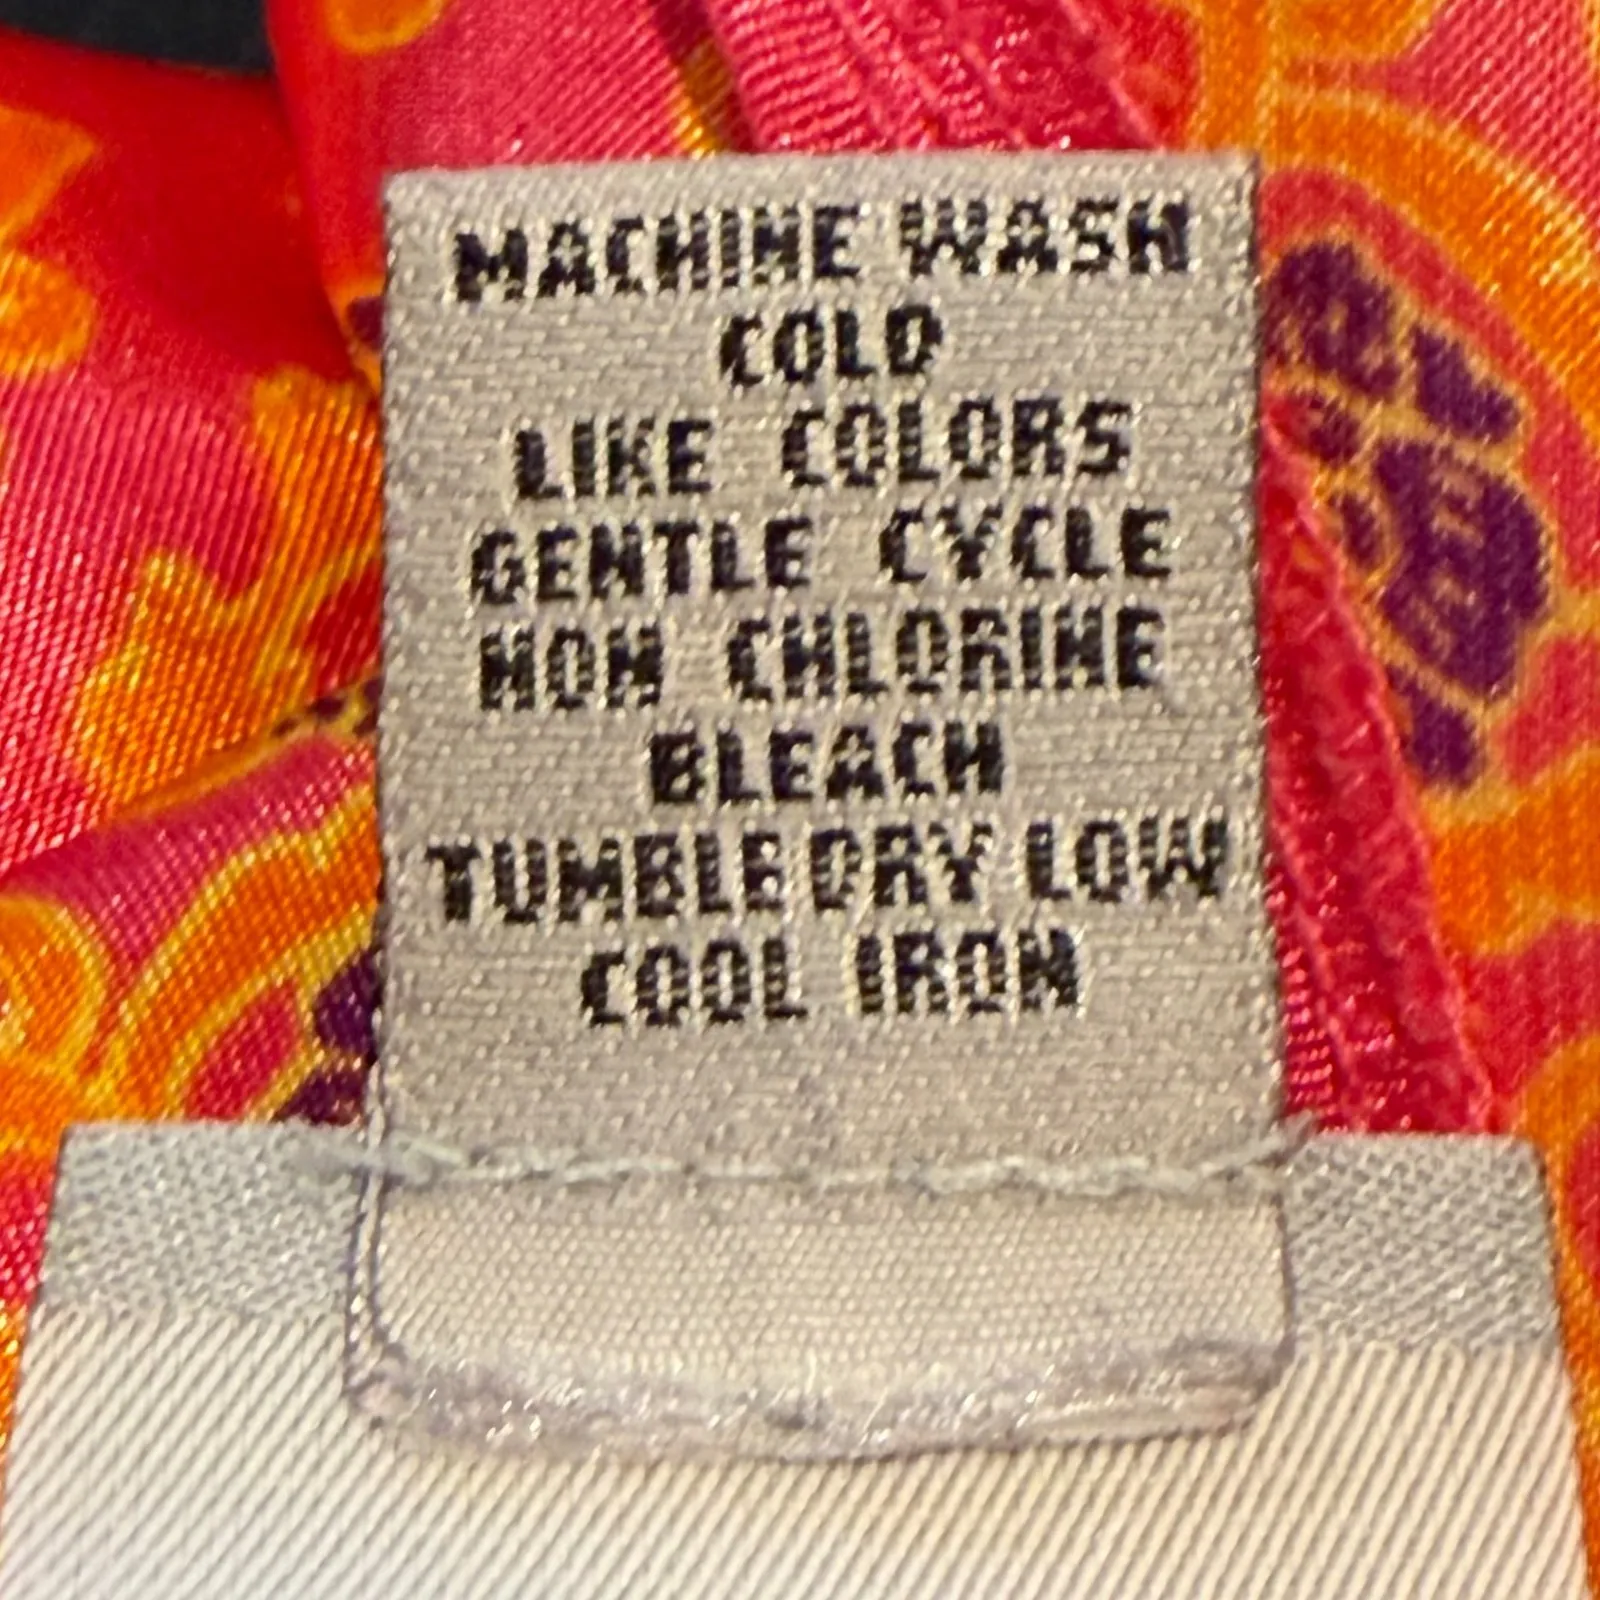 MACHINE WASH
COLD
LIKE COLORS
GENTLE CYCLE
NON CHLORINE
BLEACH
TUMBLE DRY LOW
COOL IRON